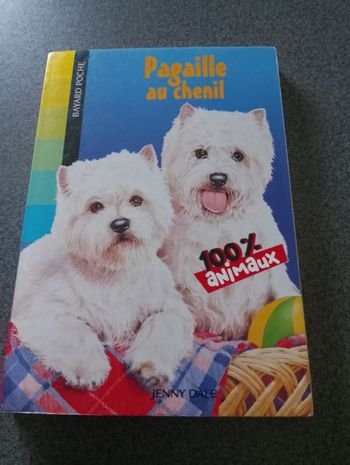 BAYARD POCHE
Pagaille
au chenil
100%
animaux
JENNY DALE